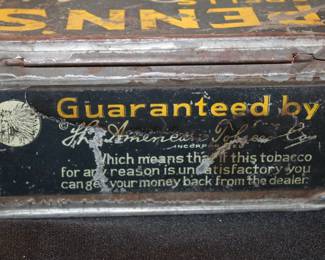 PENN'S
Guaranteed by
The American Tobacco Co.
INCORPORATED
Which means that if this tobacco
for any reason is unsatisfactory you
can get your money back from the dealer.